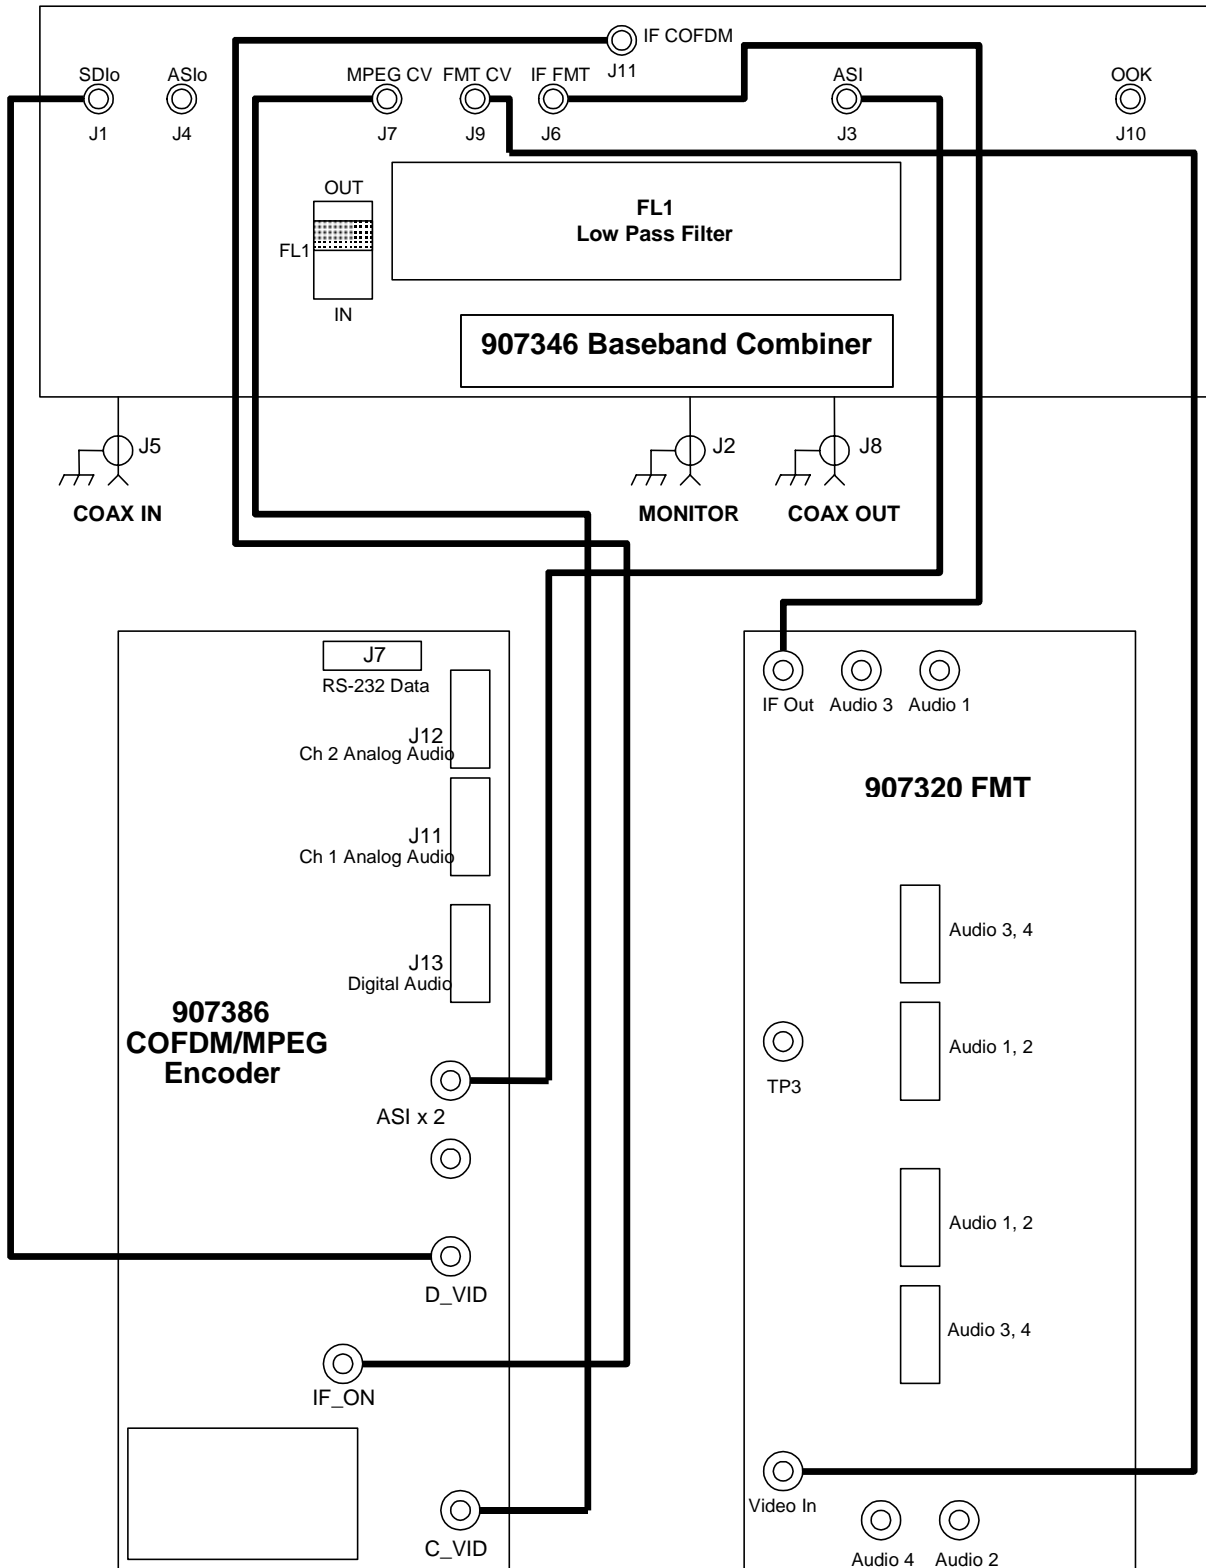 IF COFDM
J11
SDIo
ASIo
MPEG CV
FMT CV
IF FMT
ASI
OOK
J1
J4
J7
J9
J6
J3
J10
OUT
FL1
IN
FL1
Low Pass Filter
907346 Baseband Combiner
J5
J2
J8
COAX IN
MONITOR
COAX OUT
J7
RS-232 Data
J12
Ch 2 Analog Audio
J11
Ch 1 Analog Audio
J13
Digital Audio
907386
COFDM/MPEG
Encoder
ASI x 2
D_VID
IF_ON
C_VID
IF Out
Audio 3
Audio 1
907320 FMT
Audio 3, 4
Audio 1, 2
TP3
Audio 1, 2
Audio 3, 4
Video In
Audio 4
Audio 2